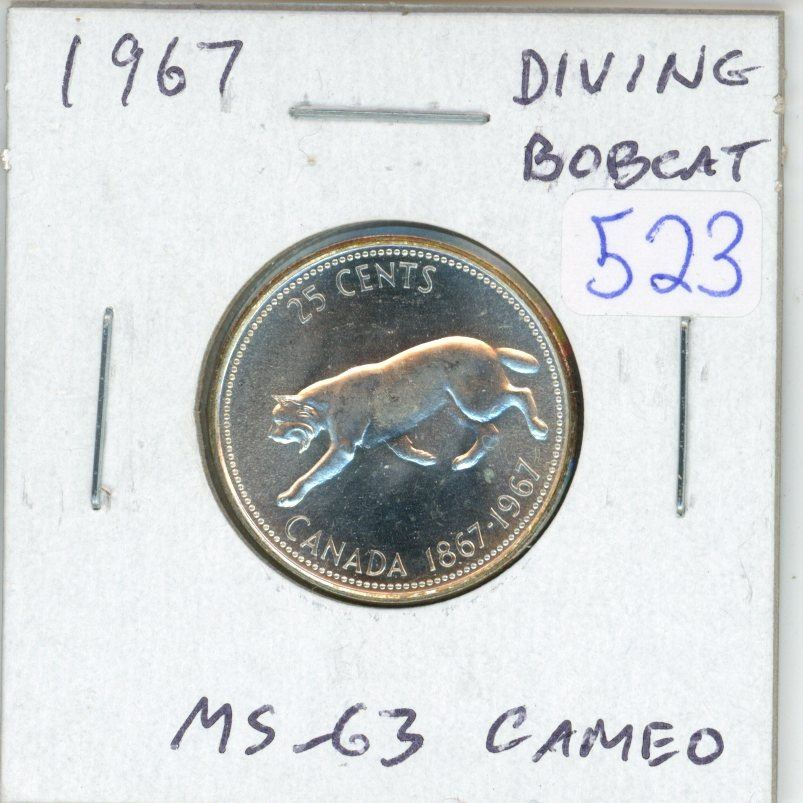 1967 DIVING
BOBCAT
523
25 CENTS
CANADA 1867-1967
MS-63 CAMEO